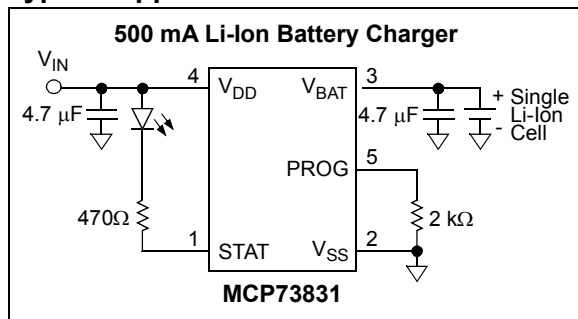 500 mA Li-Ion Battery Charger
VIN
4
VDD
VBAT
3
4.7 μF
4.7 μF
+ Single
Li-Ion
- Cell
PROG
5
470Ω
2 kΩ
1
STAT
VSS
2
MCP73831